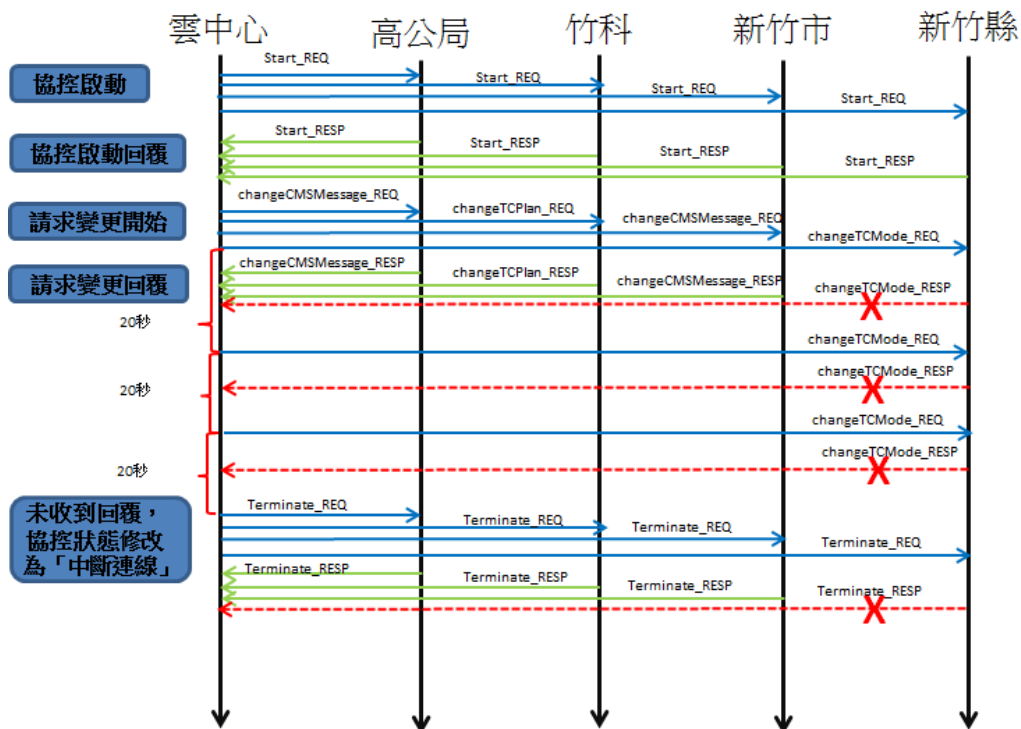 雲中心
高公局
竹科
新竹市
新竹縣
協控啟動
Start_REQ
Start_REQ
Start_REQ
Start_REQ
協控啟動回覆
Start_RESP
Start_RESP
Start_RESP
Start_RESP
請求變更開始
changeCMSMessage_REQ
changeTCPlan_REQ
changeCMSMessage_REQ
changeTCMode_REQ
請求變更回覆
changeCMSMessage_RESP
changeTCPlan_RESP
changeCMSMessage_RESP
changeTCMode_RESP
20秒
changeTCMode_REQ
changeTCMode_RESP
20秒
changeTCMode_REQ
changeTCMode_RESP
20秒
未收到回覆，
協控狀態修改
為「中斷連線」
Terminate_REQ
Terminate_REQ
Terminate_REQ
Terminate_REQ
Terminate_RESP
Terminate_RESP
Terminate_RESP
Terminate_RESP